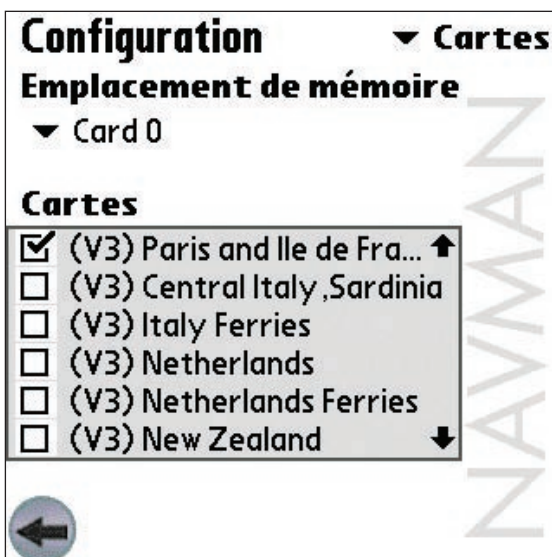 Configuration
Cartes
Emplacement de mémoire
Card 0
Cartes
(V3) Paris and Ile de Fra...
(V3) Central Italy ,Sardinia
(V3) Italy Ferries
(V3) Netherlands
(V3) Netherlands Ferries
(V3) New Zealand
NAVMAN